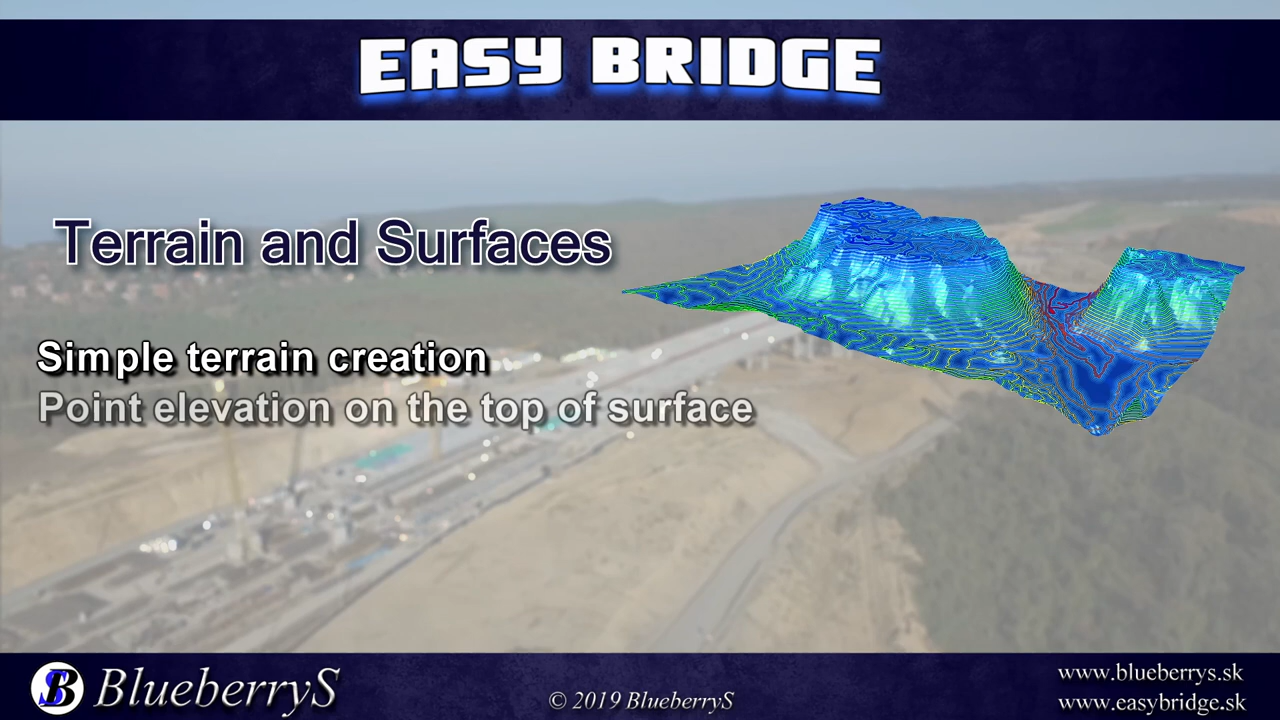 EASY BRIDGE
Terrain and Surfaces
Simple terrain creation
Point elevation on the top of surface
B BlueberryS
© 2019 BlueberryS
www.blueberrys.sk
www.easybridge.sk